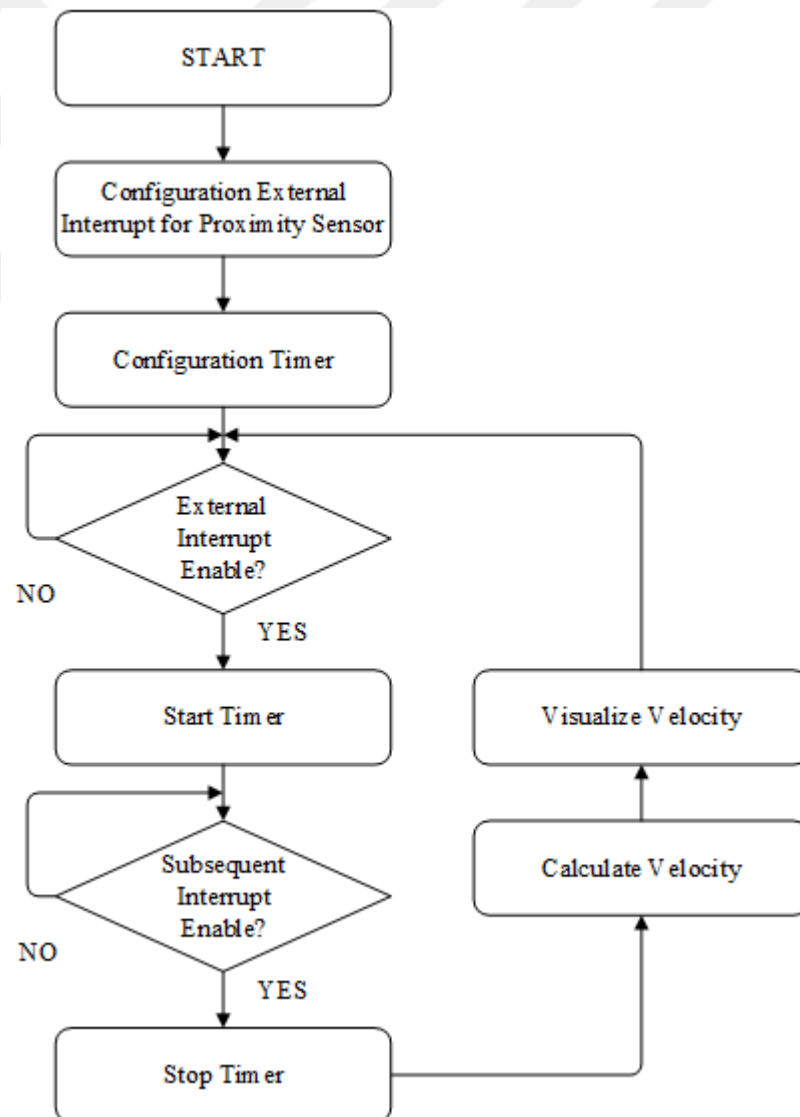 START
Configuration External
Interrupt for Proximity Sensor
Configuration Timer
External
Interrupt
Enable?
NO
YES
Start Timer
Visualize Velocity
Subsequent
Interrupt
Enable?
Calculate Velocity
NO
YES
Stop Timer